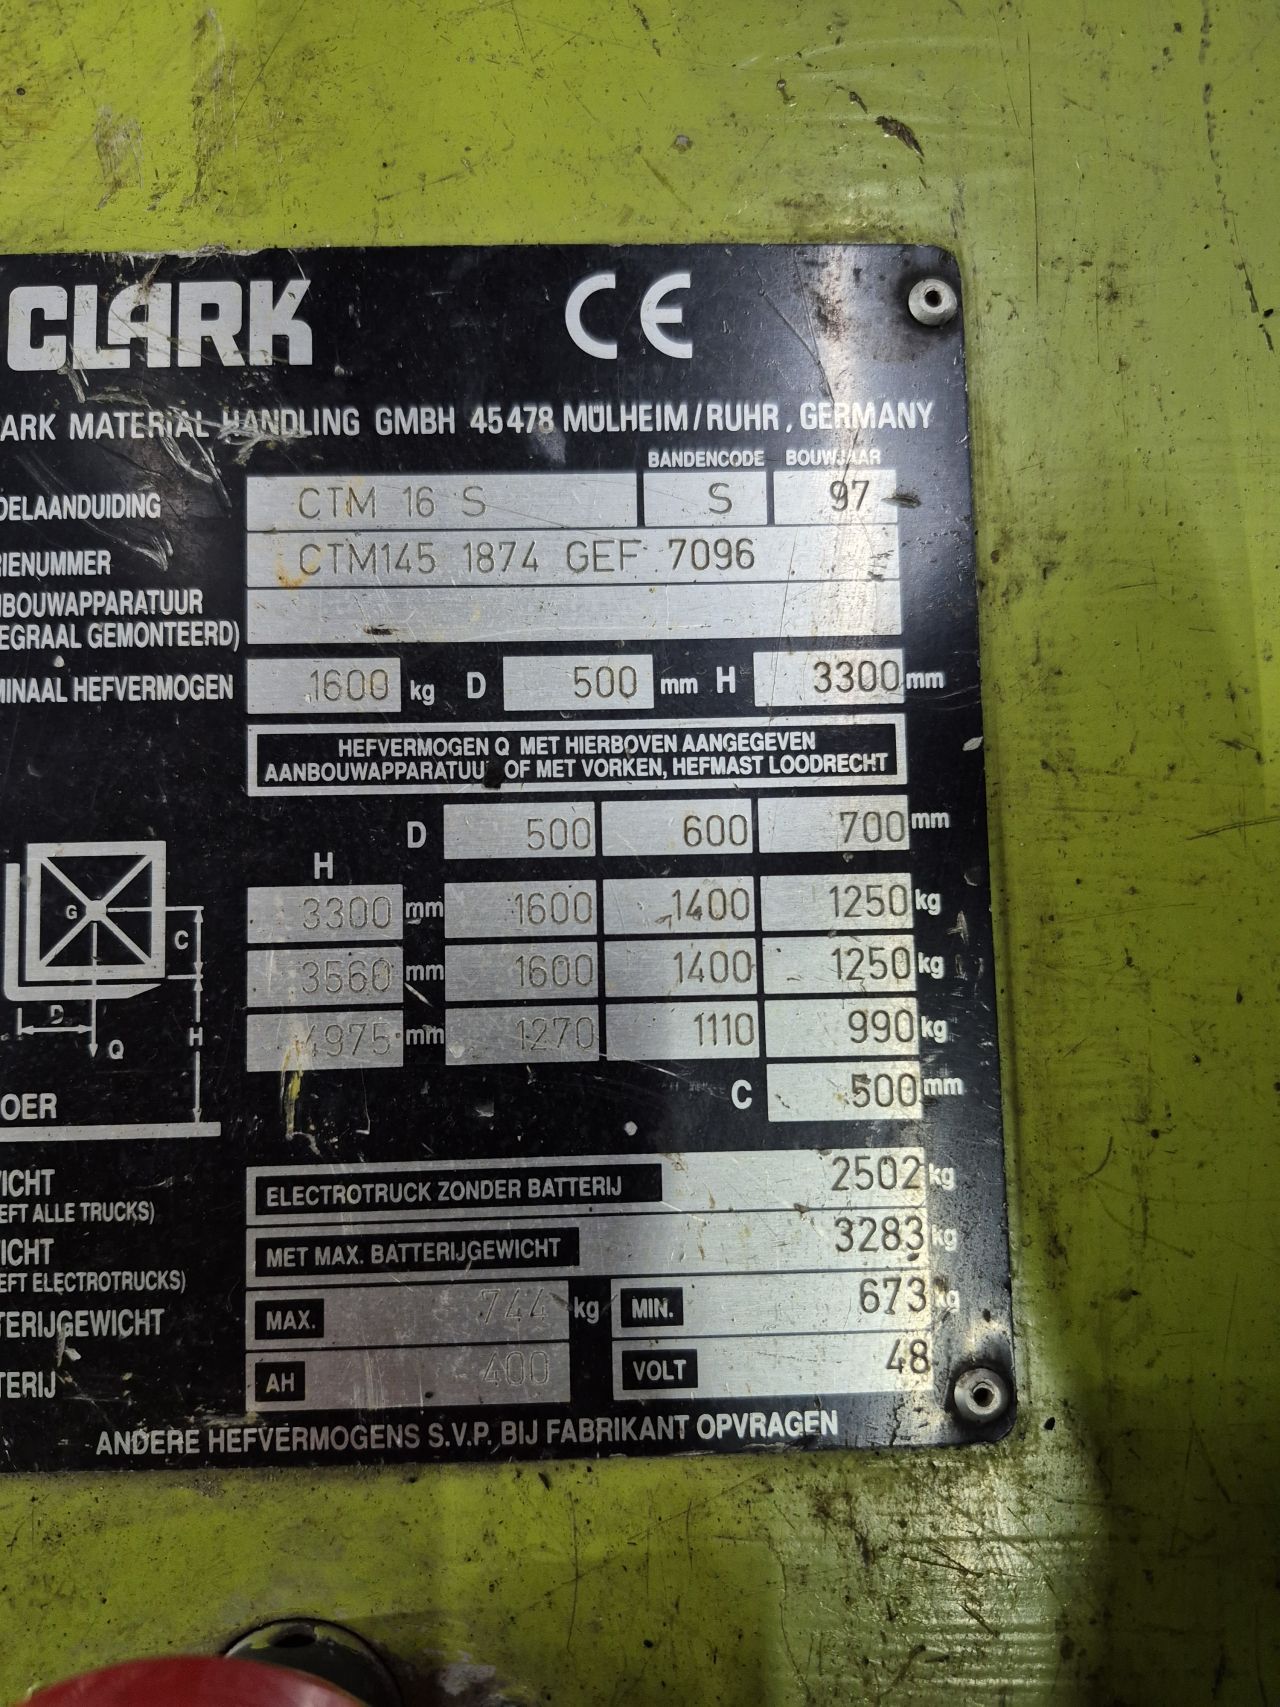 CLARK CE
ARK MATERIAL HANDLING GMBH 45478 MÜLHEIM/RUHR, GERMANY
BANDENCODE BOUWJAAR
DELAANDUIDING CTM 16 S S 97
RIENUMMER CTM145 1874 GEF 7096
NBOUWAPPARATUUR
EGRAAL GEMONTEERD)
MINAAL HEFVERMOGEN 1600 kg D 500 mm H 3300 mm
HEFVERMOGEN Q MET HIERBOVEN AANGEGEVEN
AANBOUWAPPARATUUR OF MET VORKEN, HEFMAST LOODRECHT
D 500 600 700 mm
H
3300 mm 1600 1400 1250 kg
3560 mm 1600 1400 1250 kg
4975 mm 1270 1110 990 kg
G C D Q H
C 500 mm
OER
ICHT ELECTROTRUCK ZONDER BATTERIJ 2502 kg
EFT ALLE TRUCKS)
ICHT MET MAX. BATTERIJGEWICHT 3283 kg
EFT ELECTROTRUCKS)
TERIJGEWICHT MAX. 744 kg MIN. 673 kg
TERIJ AH 400 VOLT 48
ANDERE HEFVERMOGENS S.V.P. BIJ FABRIKANT OPVRAGEN